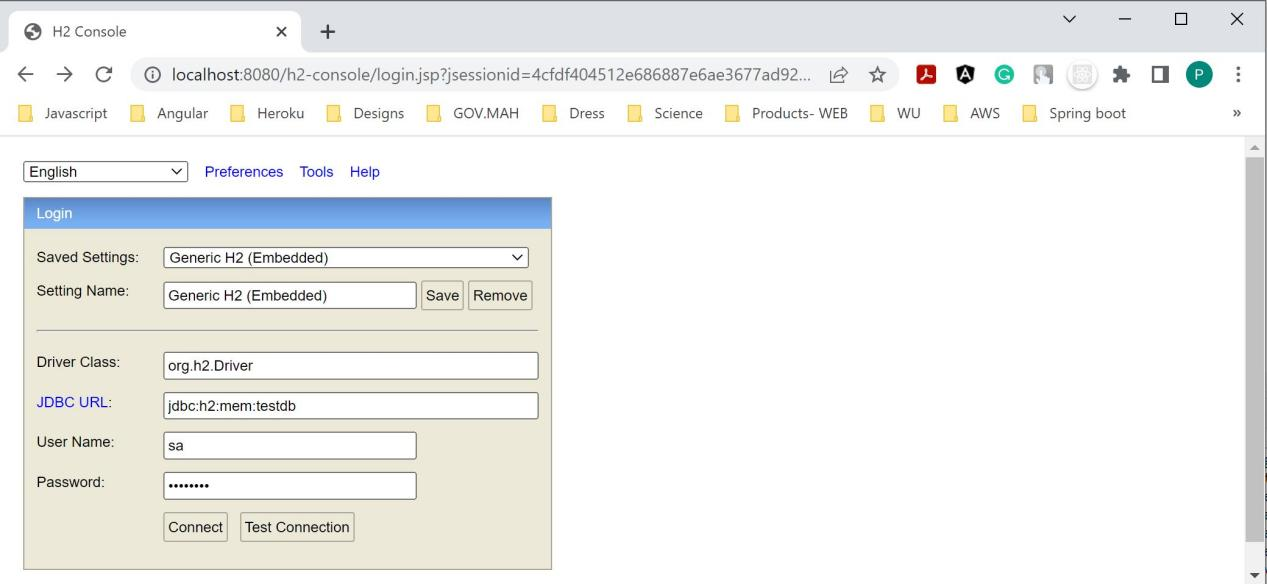 H2 Console
localhost:8080/h2-console/login.jsp?jsessionid=4cfdf404512e686887e6ae3677ad92...
P
Javascript Angular Heroku Designs GOV.MAH Dress Science Products- WEB WU AWS Spring boot »
English Preferences Tools Help
Login
Saved Settings: Generic H2 (Embedded)
Setting Name: Generic H2 (Embedded) Save Remove
Driver Class: org.h2.Driver
JDBC URL: jdbc:h2:mem:testdb
User Name: sa
Password: ••••••••
Connect Test Connection